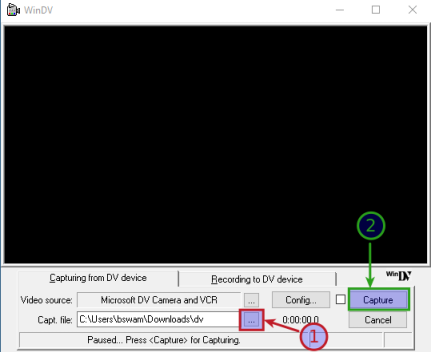 WinDV
2
Capturing from DV device
Recording to DV device
WinDV
Video source:
Microsoft DV Camera and VCR
...
Config...
Capture
Capt. file:
C:\Users\bswam\Downloads\dv
...
0:00:00.0
Cancel
1
Paused... Press <Capture> for Capturing.